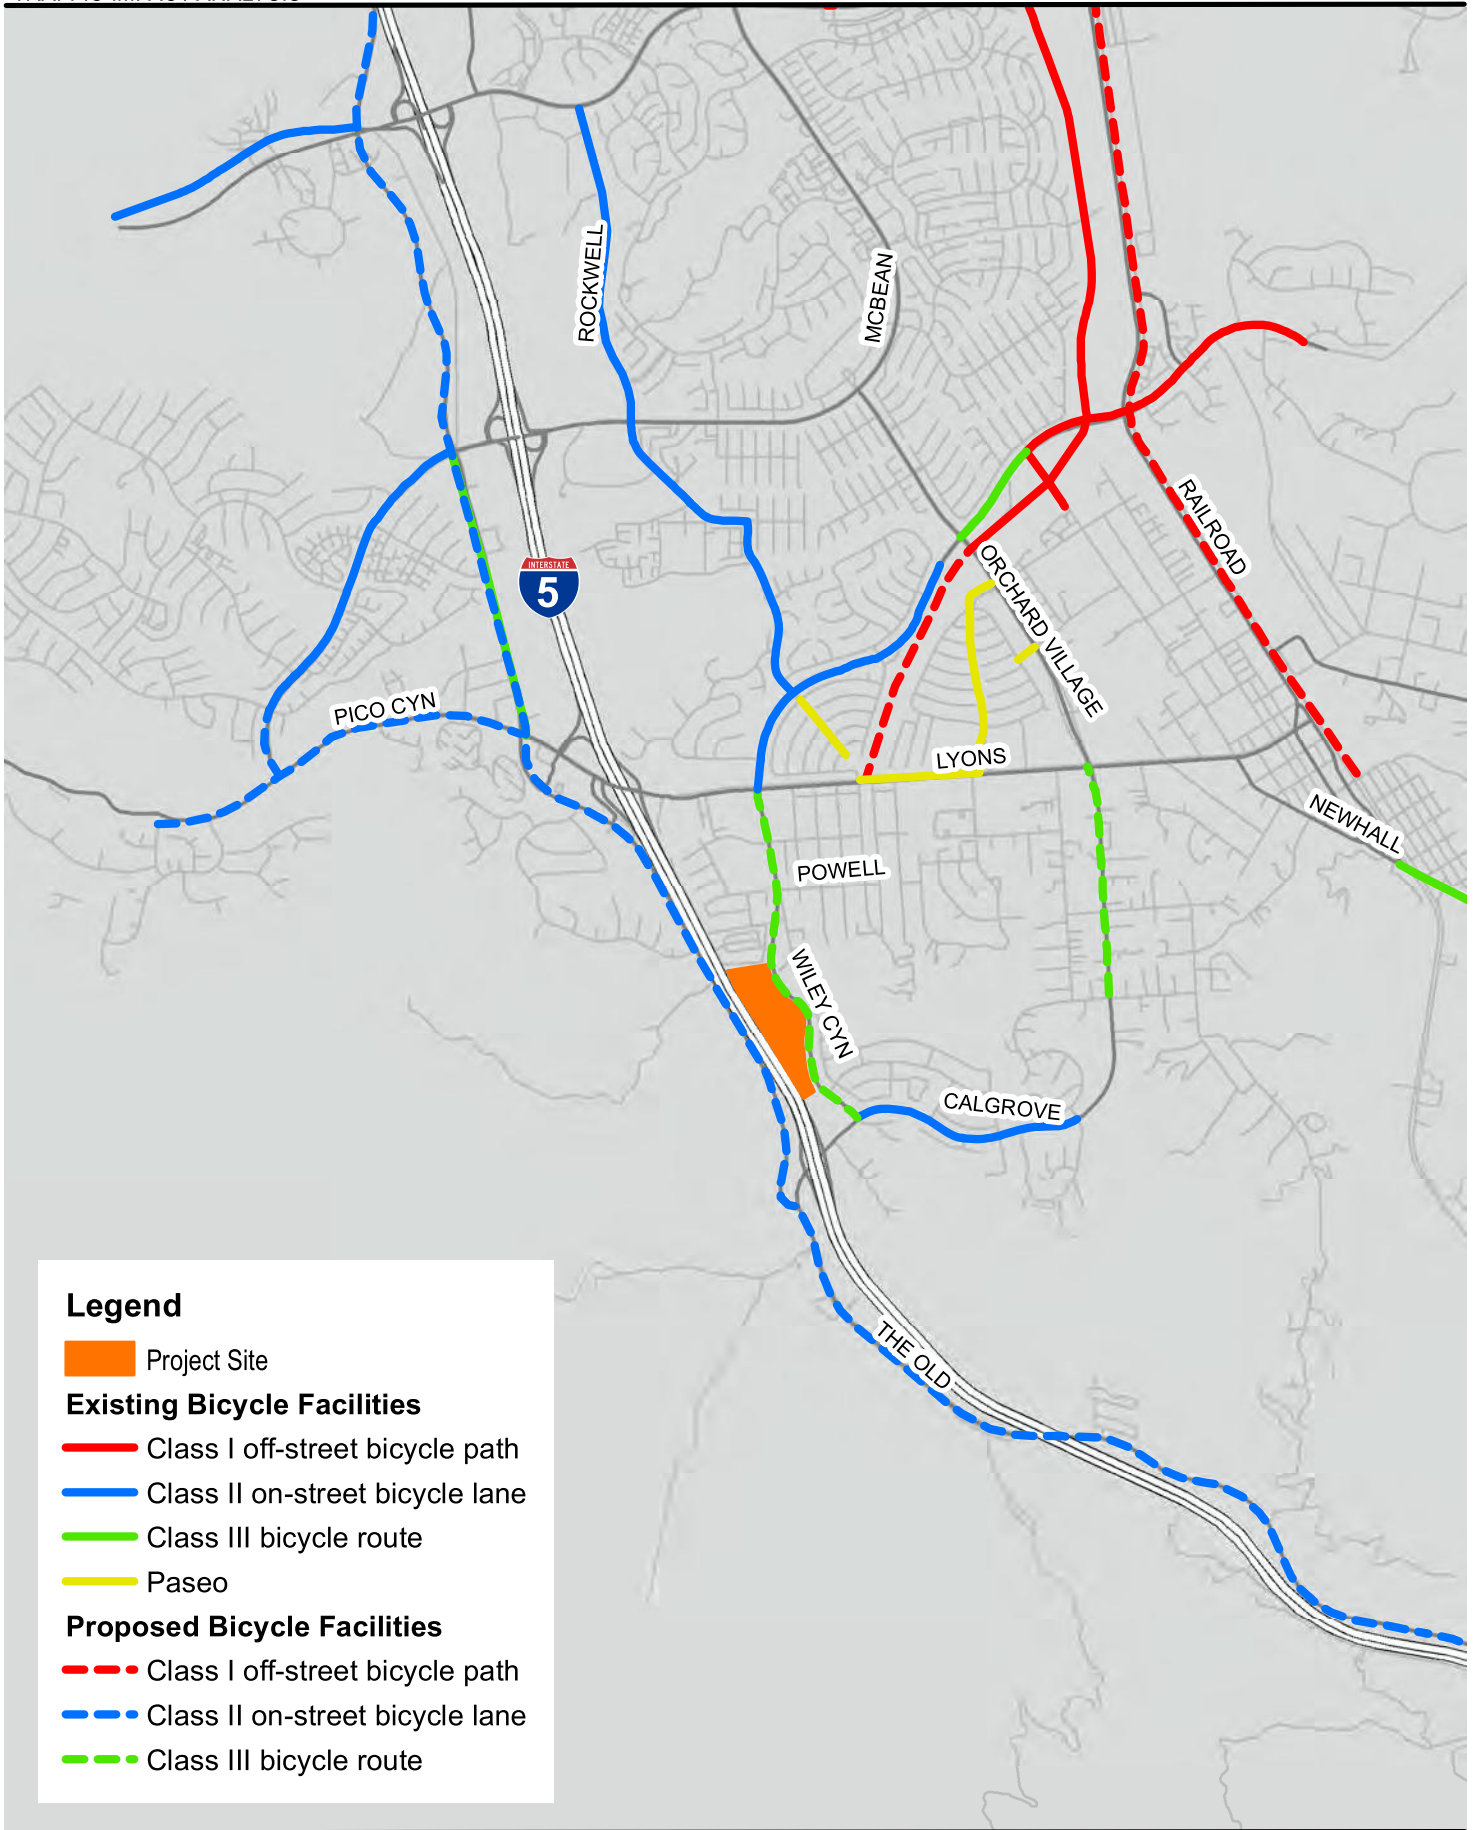 ROCKWELL
MCBEAN
RAILROAD
INTERSTATE
5
ORCHARD VILLAGE
PICO CYN
LYONS
NEWHALL
POWELL
WILEY CYN
CALGROVE
THE OLD
Legend
Project Site
Existing Bicycle Facilities
Class I off-street bicycle path
Class II on-street bicycle lane
Class III bicycle route
Paseo
Proposed Bicycle Facilities
Class I off-street bicycle path
Class II on-street bicycle lane
Class III bicycle route